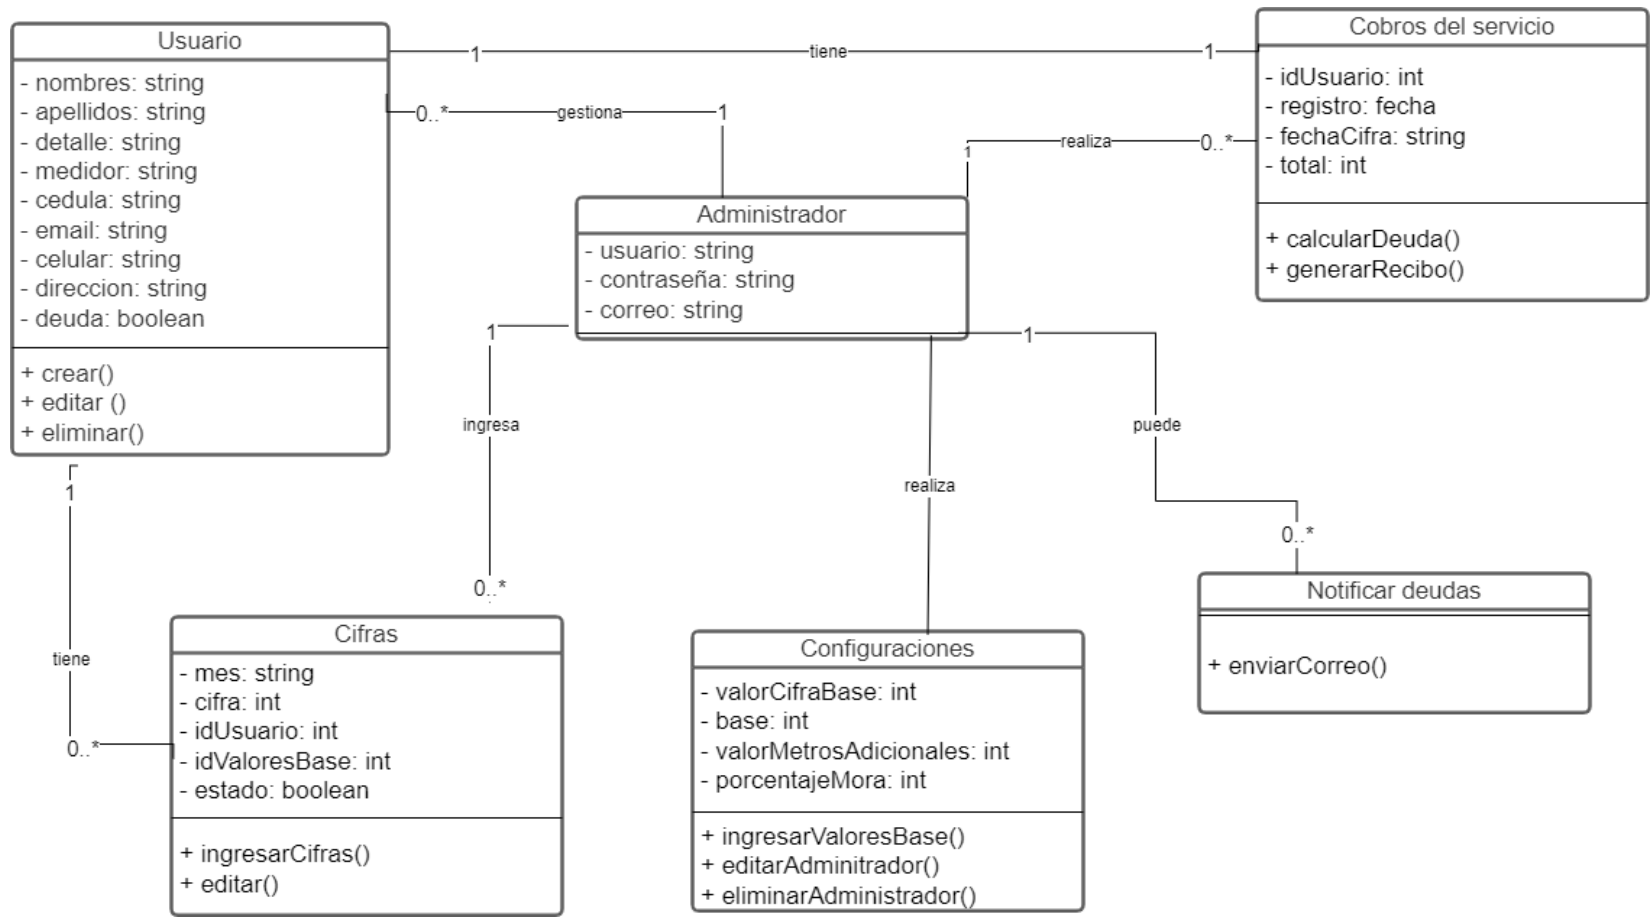 Usuario
- nombres: string
- apellidos: string
- detalle: string
- medidor: string
- cedula: string
- email: string
- celular: string
- direccion: string
- deuda: boolean
+ crear()
+ editar ()
+ eliminar()
1
tiene
1
0..*
gestiona
1
1
realiza
0..*
Cobros del servicio
- idUsuario: int
- registro: fecha
- fechaCifra: string
- total: int
+ calcularDeuda()
+ generarRecibo()
Administrador
- usuario: string
- contraseña: string
- correo: string
1
ingresa
0..*
realiza
1
puede
0..*
1
tiene
0..*
Cifras
- mes: string
- cifra: int
- idUsuario: int
- idValoresBase: int
- estado: boolean
+ ingresarCifras()
+ editar()
Configuraciones
- valorCifraBase: int
- base: int
- valorMetrosAdicionales: int
- porcentajeMora: int
+ ingresarValoresBase()
+ editarAdminitrador()
+ eliminarAdministrador()
Notificar deudas
+ enviarCorreo()